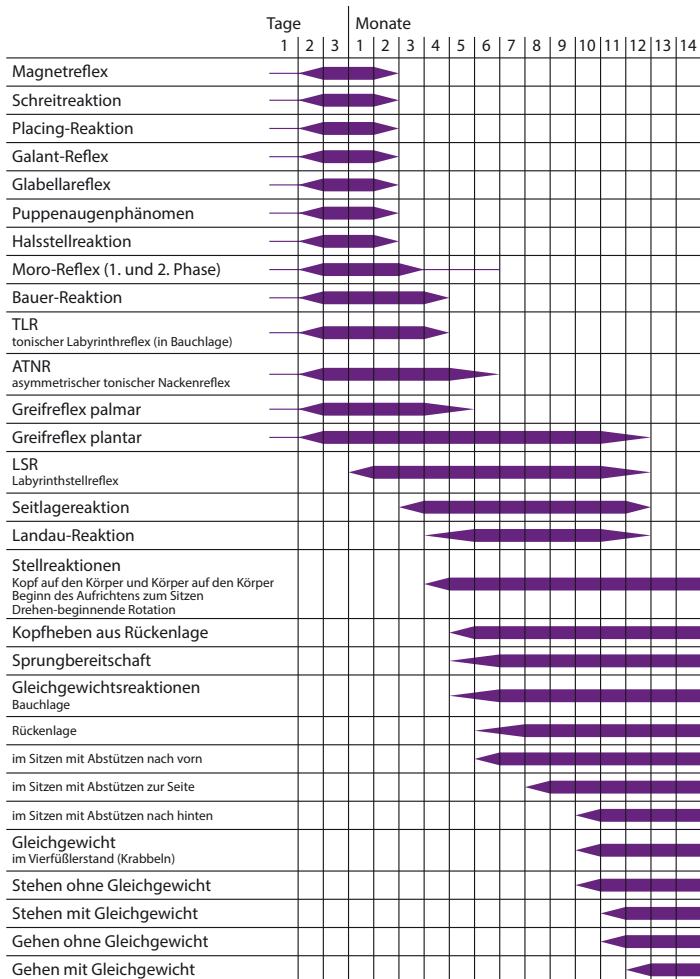 Tage Monate
1 2 3 1 2 3 4 5 6 7 8 9 10 11 12 13 14
Magnetreflex
Schreitreaktion
Placing-Reaktion
Galant-Reflex
Glabellareflex
Puppenaugenphänomen
Halsstellreaktion
Moro-Reflex (1. und 2. Phase)
Bauer-Reaktion
TLR
tonischer Labyrinthreflex (in Bauchlage)
ATNR
asymmetrischer tonischer Nackenreflex
Greifreflex palmar
Greifreflex plantar
LSR
Labyrinthstellreflex
Seitlagereaktion
Landau-Reaktion
Stellreaktionen
Kopf auf den Körper und Körper auf den Körper
Beginn des Aufrichtens zum Sitzen
Drehen-beginnende Rotation
Kopfheben aus Rückenlage
Sprungbereitschaft
Gleichgewichtsreaktionen
Bauchlage
Rückenlage
im Sitzen mit Abstützen nach vorn
im Sitzen mit Abstützen zur Seite
im Sitzen mit Abstützen nach hinten
Gleichgewicht
im Vierfüßlerstand (Krabbeln)
Stehen ohne Gleichgewicht
Stehen mit Gleichgewicht
Gehen ohne Gleichgewicht
Gehen mit Gleichgewicht